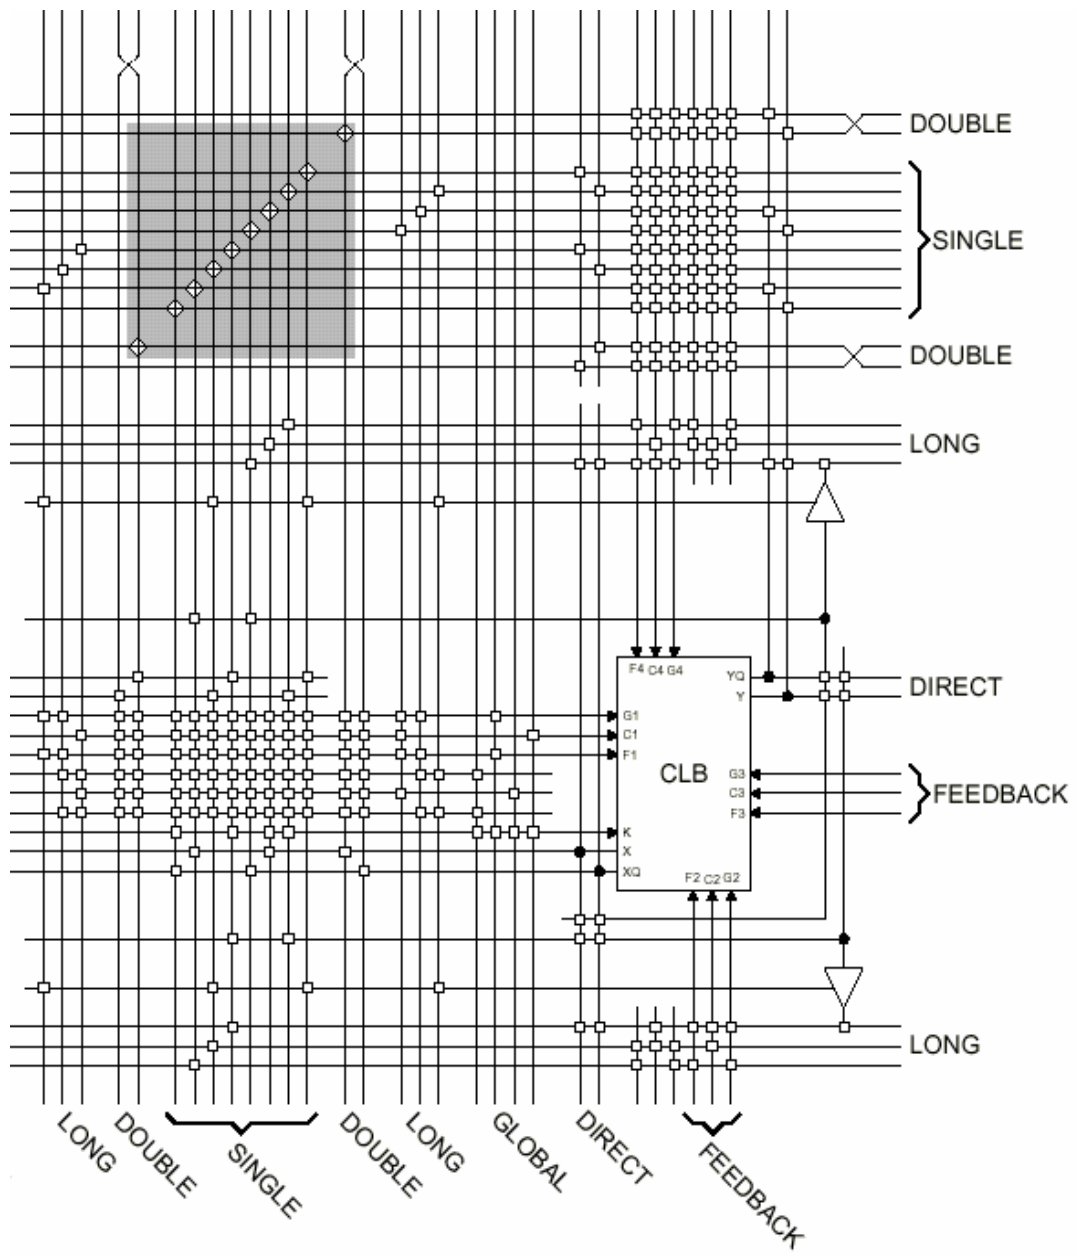 DOUBLE
SINGLE
DOUBLE
LONG
F4 C4 G4
YQ
Y
DIRECT
G1
C1
F1
CLB
G3
C3
F3
FEEDBACK
K
X
XQ
F2 C2 G2
LONG
LONG
DOUBLE
SINGLE
DOUBLE
LONG
GLOBAL
DIRECT
FEEDBACK